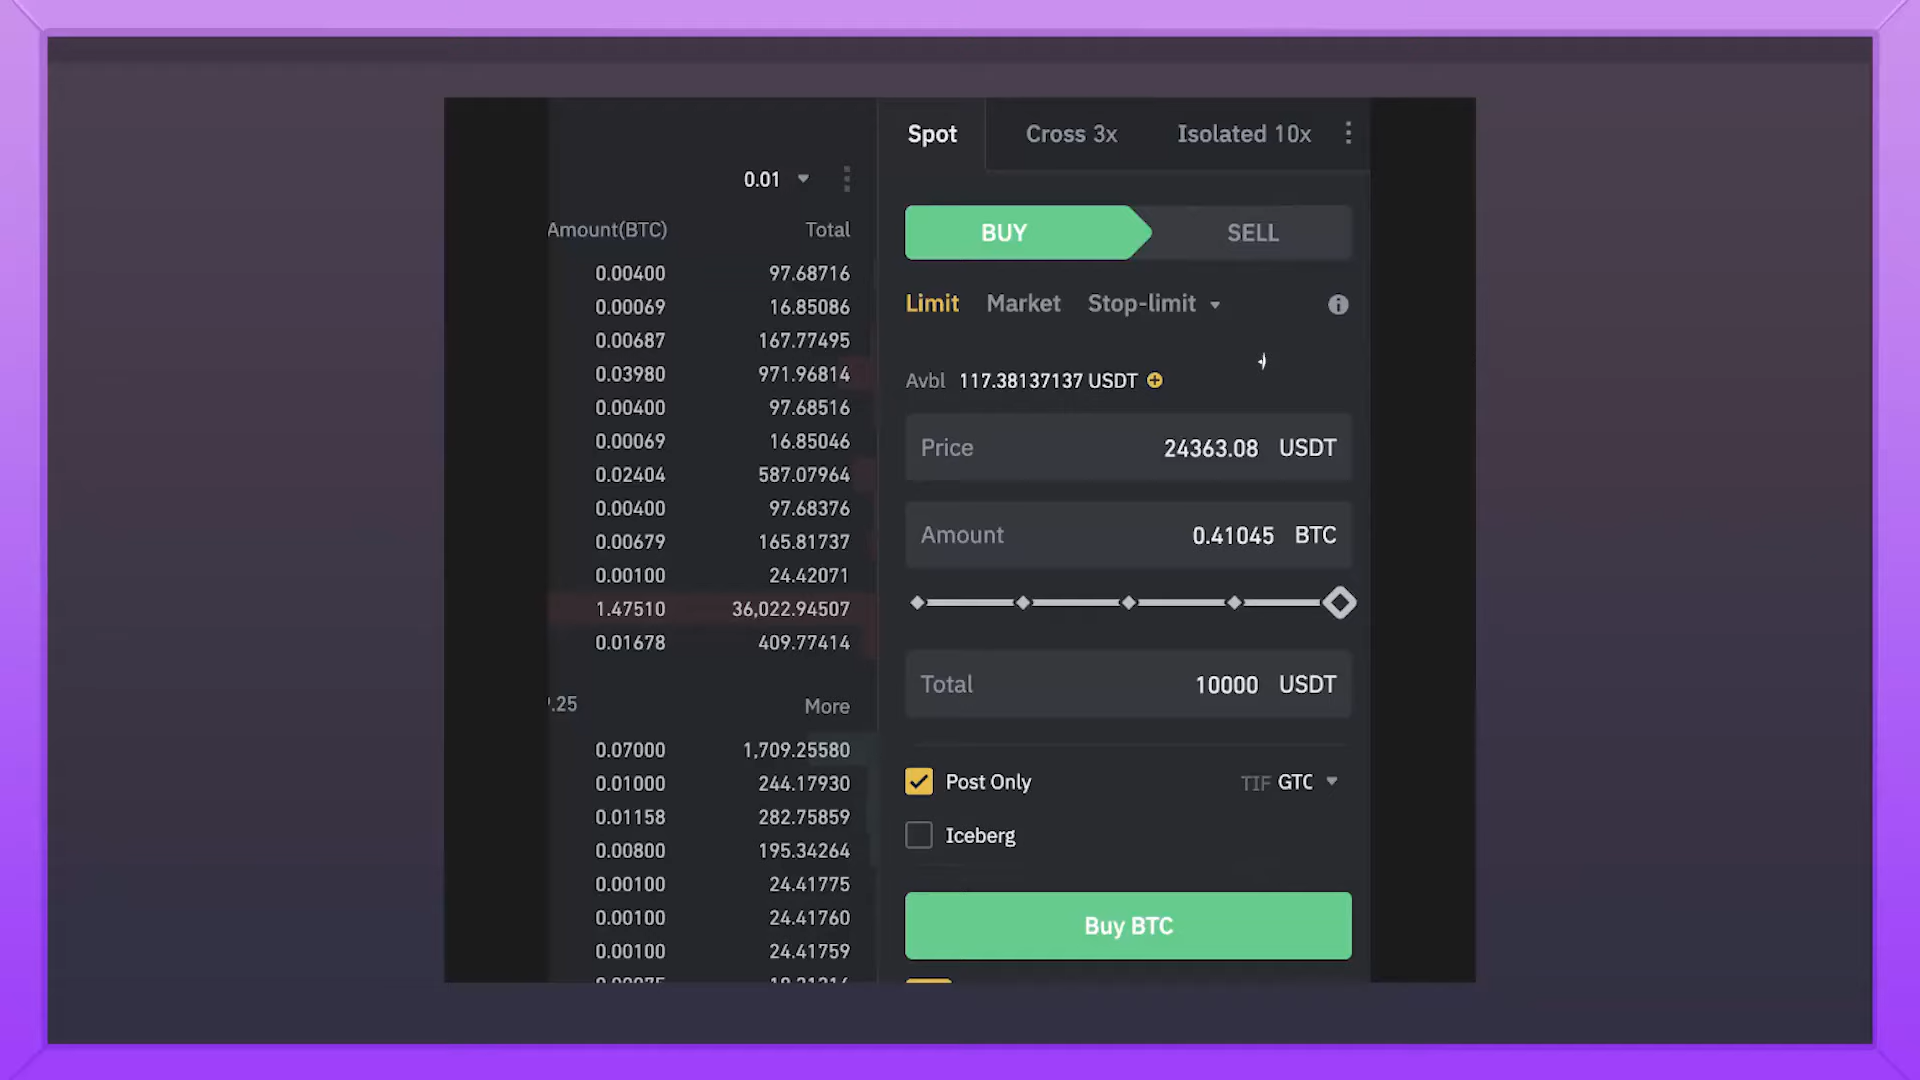 Spot Cross 3x Isolated 10x
0.01
Amount(BTC) Total
0.00400 97.68716
0.00069 16.85086
0.00687 167.77495
0.03980 971.96814
0.00400 97.68516
0.00069 16.85046
0.02404 587.07964
0.00400 97.68376
0.00679 165.81737
0.00100 24.42071
1.47510 36,022.94507
0.01678 409.77414
.25 More
0.07000 1,709.25580
0.01000 244.17930
0.01158 282.75859
0.00800 195.34264
0.00100 24.41775
0.00100 24.41760
0.00100 24.41759
BUY SELL
Limit Market Stop-limit
Avbl 117.38137137 USDT
Price 24363.08 USDT
Amount 0.41045 BTC
Total 10000 USDT
Post Only TIF GTC
Iceberg
Buy BTC